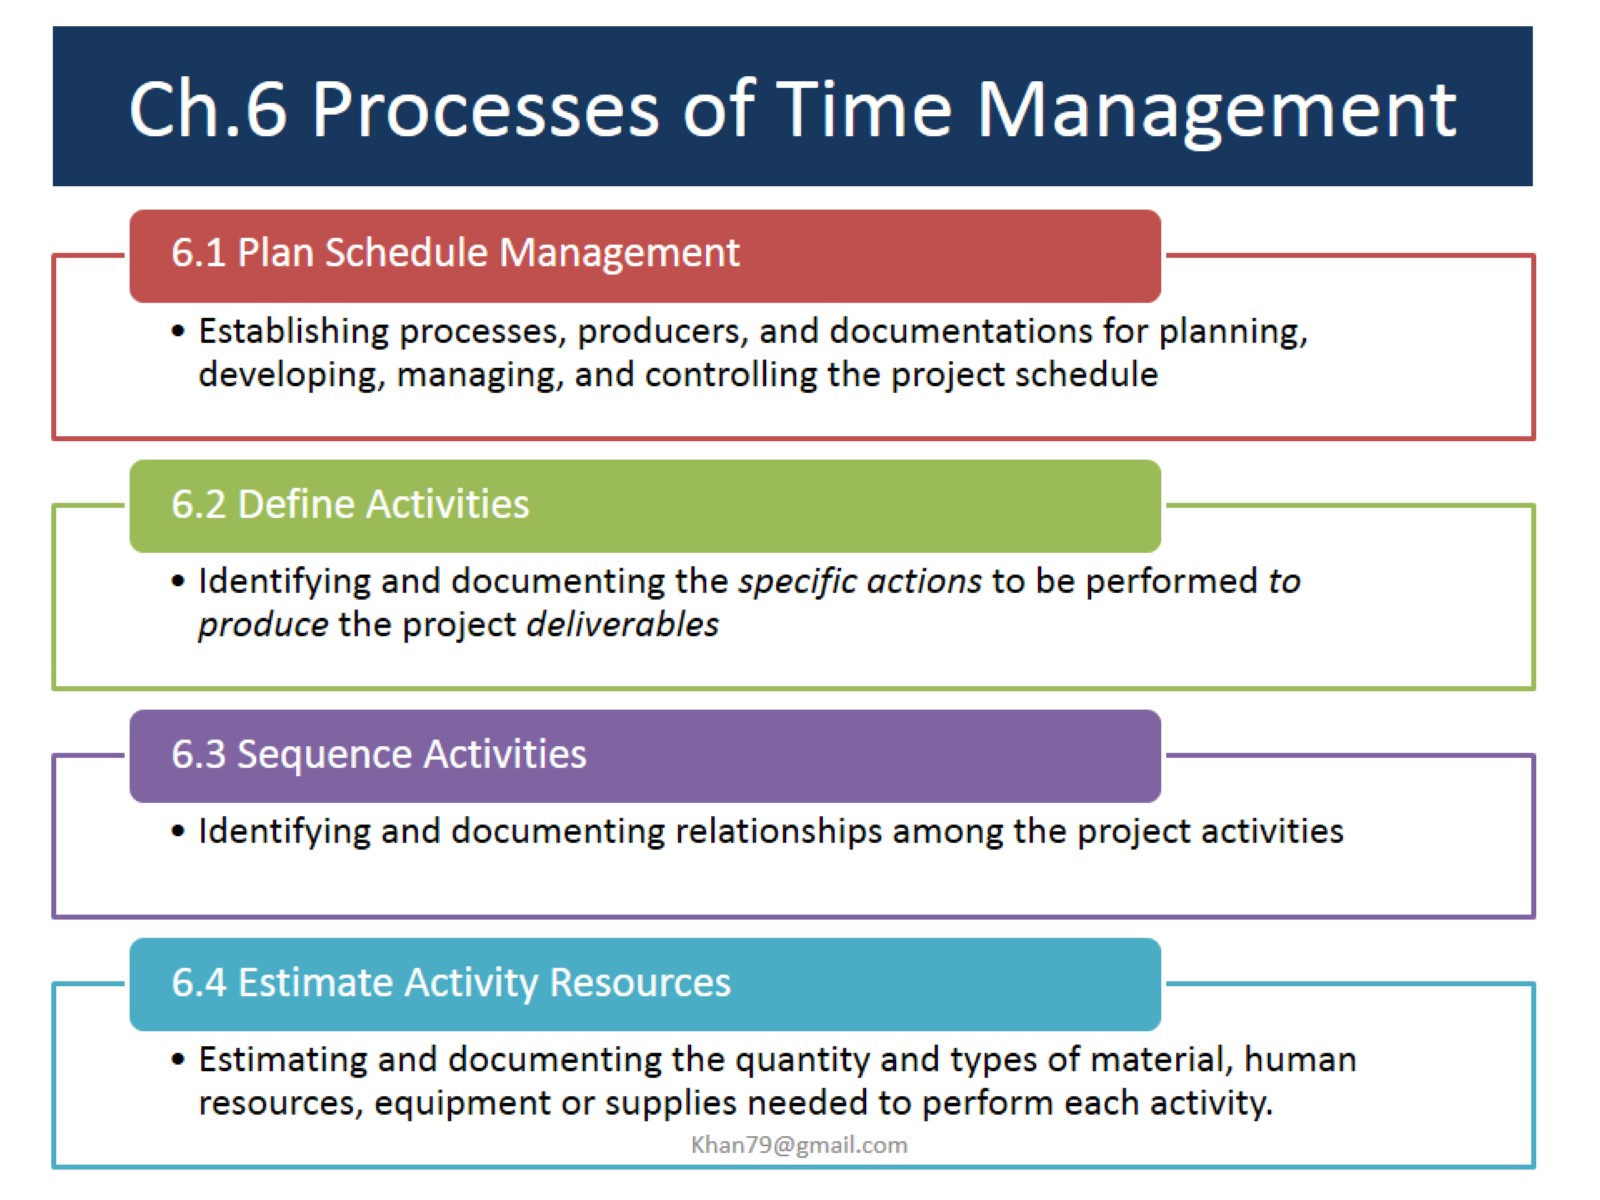 Ch.6 Processes of Time Management
6.1 Plan Schedule Management
• Establishing processes, producers, and documentations for planning,
developing, managing, and controlling the project schedule
6.2 Define Activities
• Identifying and documenting the specific actions to be performed to
produce the project deliverables
6.3 Sequence Activities
• Identifying and documenting relationships among the project activities
6.4 Estimate Activity Resources
• Estimating and documenting the quantity and types of material, human
resources, equipment or supplies needed to perform each activity.
Khan79@gmail.com